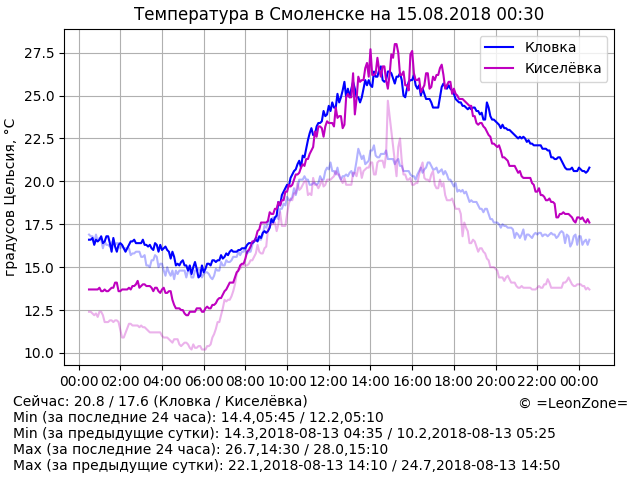 Температура в Смоленске на 15.08.2018 00:30
Кловка
Киселёвка
градусов Цельсия, °C
27.5
25.0
22.5
20.0
17.5
15.0
12.5
10.0
00:00 02:00 04:00 06:00 08:00 10:00 12:00 14:00 16:00 18:00 20:00 22:00 00:00
Сейчас: 20.8 / 17.6 (Кловка / Киселёвка)
© =LeonZone=
Min (за последние 24 часа): 14.4,05:45 / 12.2,05:10
Min (за предыдущие сутки): 14.3,2018-08-13 04:35 / 10.2,2018-08-13 05:25
Max (за последние 24 часа): 26.7,14:30 / 28.0,15:10
Max (за предыдущие сутки): 22.1,2018-08-13 14:10 / 24.7,2018-08-13 14:50